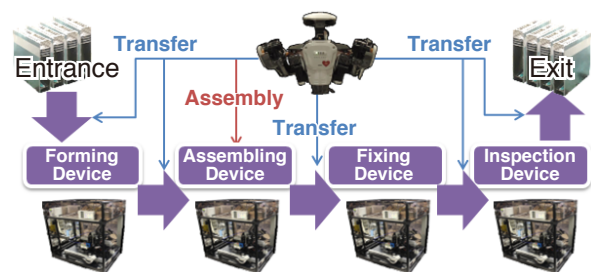 Transfer
Transfer
Entrance
Exit
Assembly
Transfer
Forming
Device
Assembling
Device
Fixing
Device
Inspection
Device